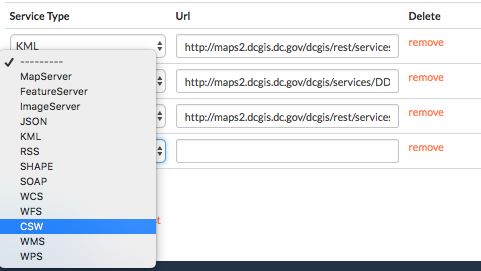 Service Type Url Delete
KML http://maps2.dcgis.dc.gov/dcgis/rest/services remove
✓ ---------
MapServer
http://maps2.dcgis.dc.gov/dcgis/services/DD remove
FeatureServer
ImageServer
http://maps2.dcgis.dc.gov/dcgis/rest/services remove
JSON
KML
remove
RSS
SHAPE
SOAP
WCS
WFS
CSW
WMS
WPS